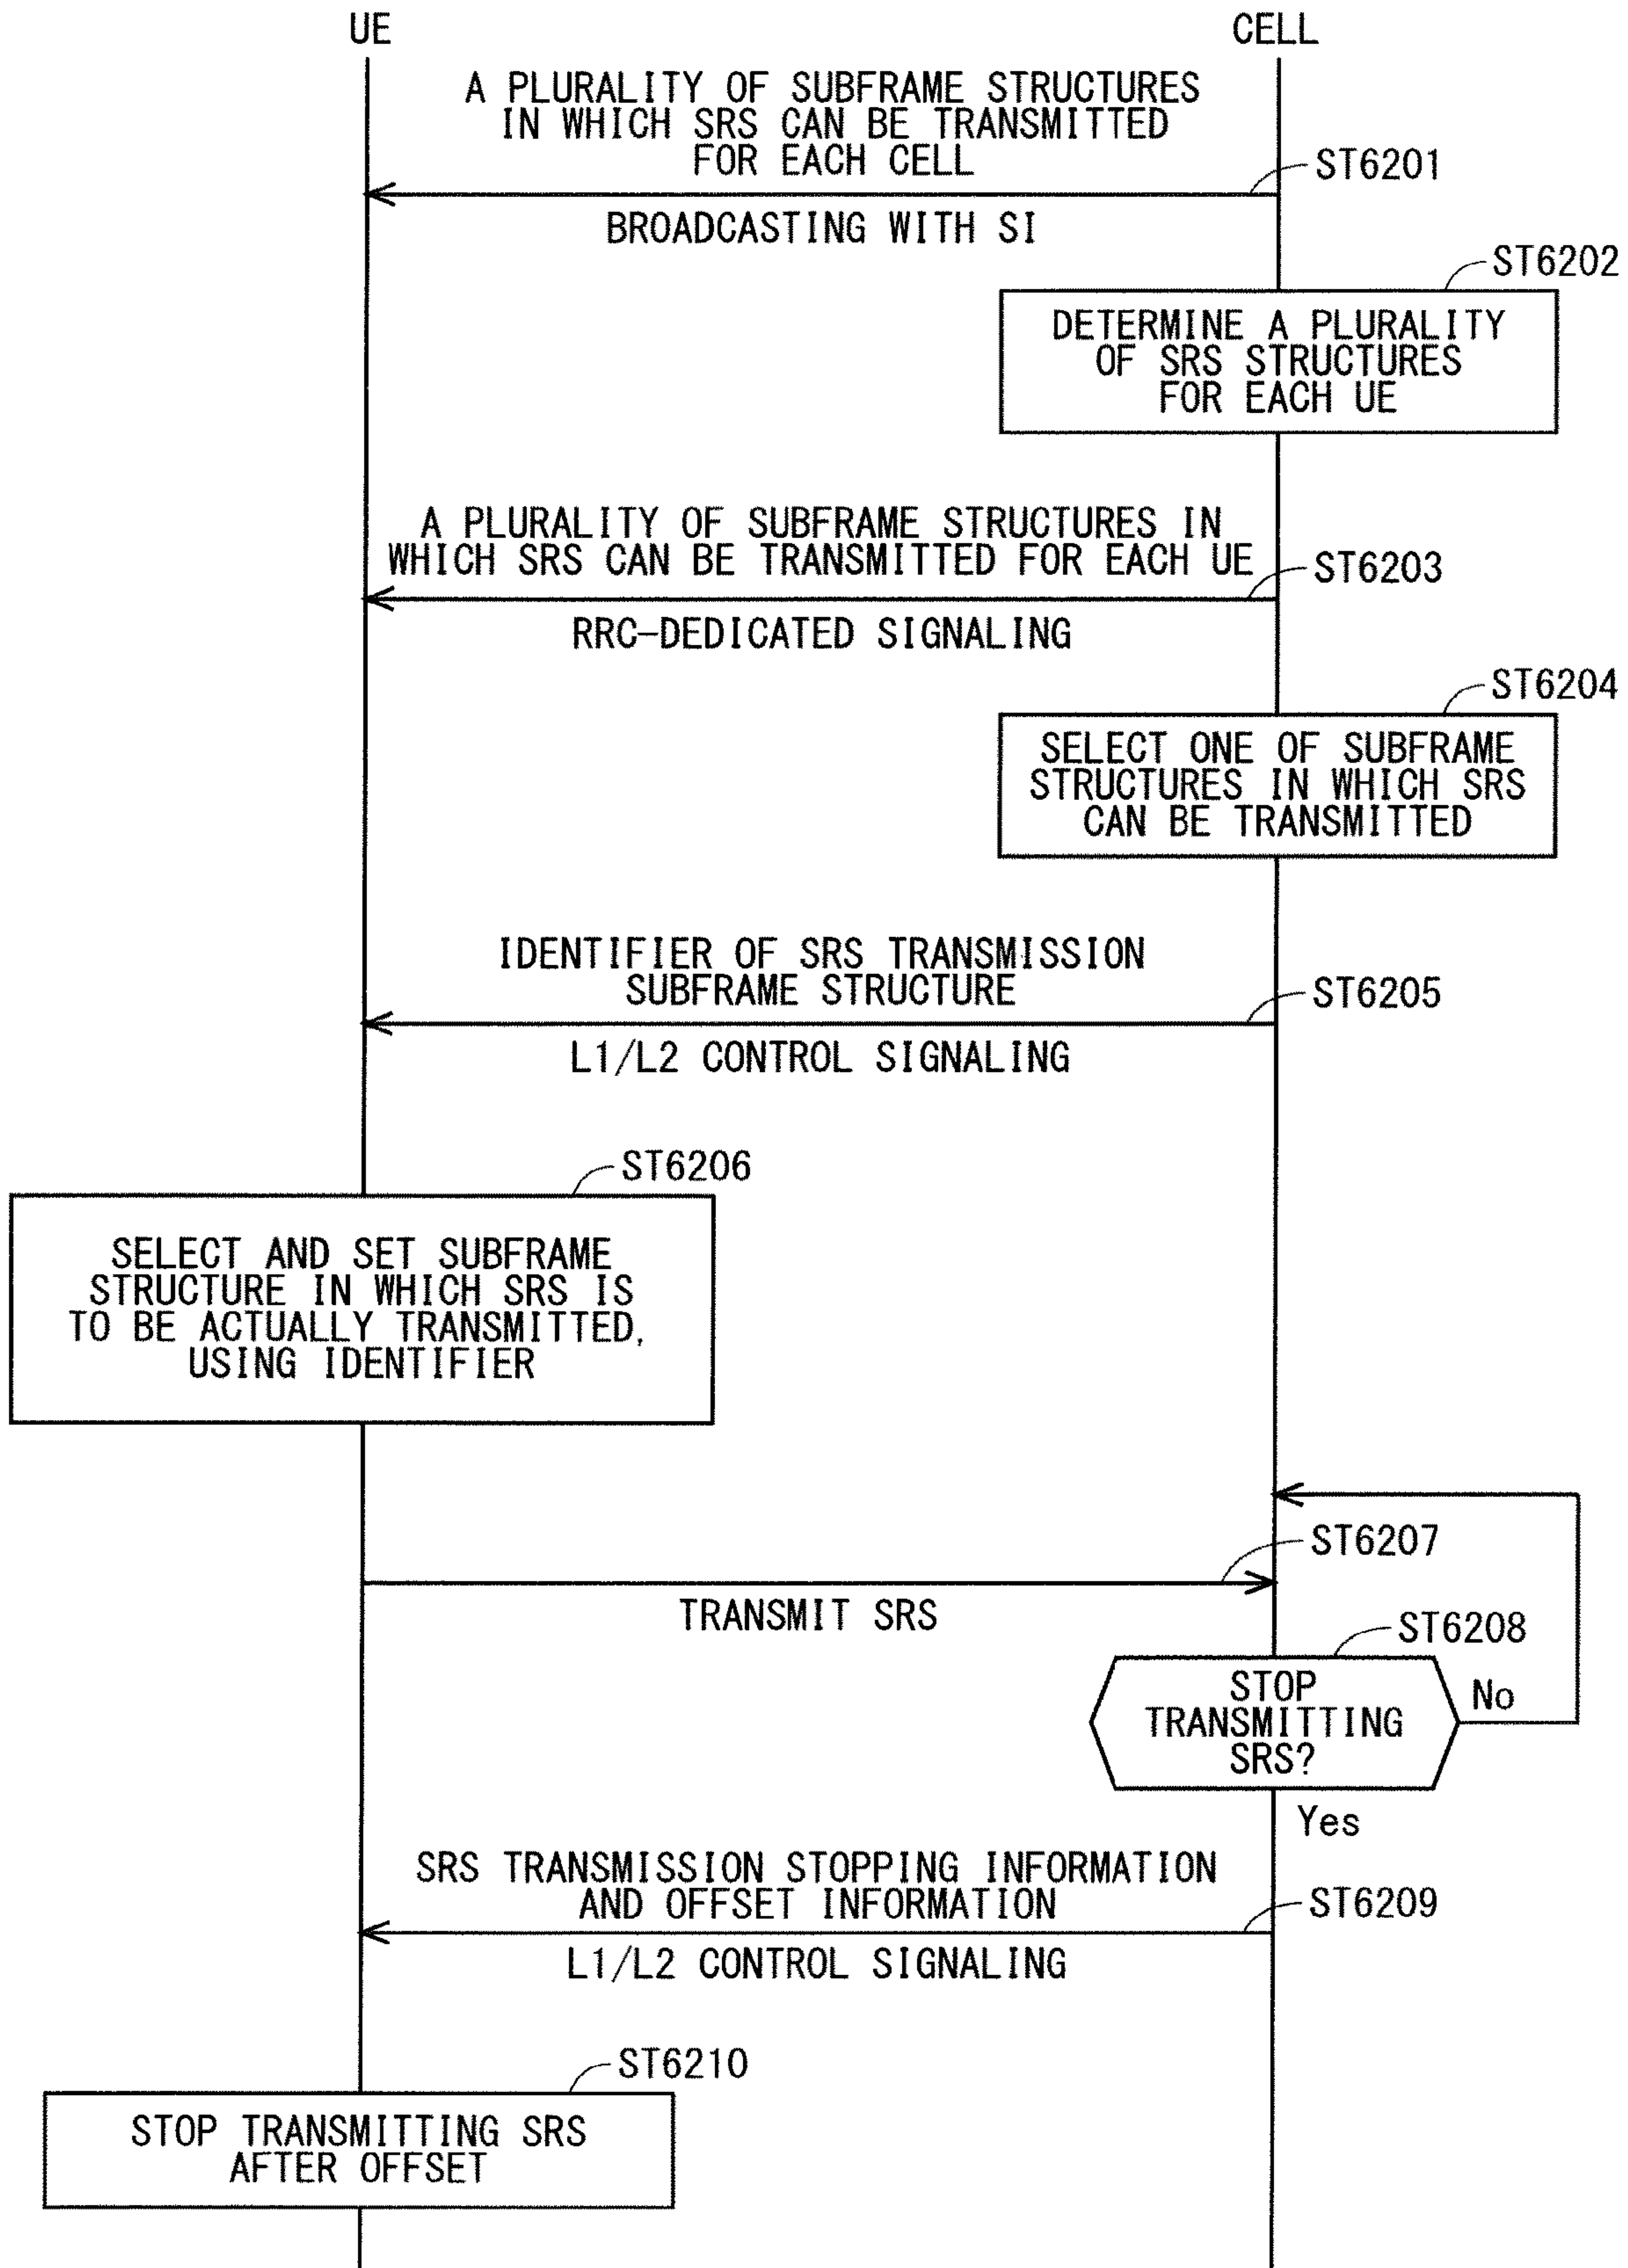 UE
CELL
A PLURALITY OF SUBFRAME STRUCTURES
IN WHICH SRS CAN BE TRANSMITTED
FOR EACH CELL
ST6201
BROADCASTING WITH SI
ST6202
DETERMINE A PLURALITY
OF SRS STRUCTURES
FOR EACH UE
A PLURALITY OF SUBFRAME STRUCTURES IN
WHICH SRS CAN BE TRANSMITTED FOR EACH UE
ST6203
RRC-DEDICATED SIGNALING
ST6204
SELECT ONE OF SUBFRAME
STRUCTURES IN WHICH SRS
CAN BE TRANSMITTED
IDENTIFIER OF SRS TRANSMISSION
SUBFRAME STRUCTURE
ST6205
L1/L2 CONTROL SIGNALING
ST6206
SELECT AND SET SUBFRAME
STRUCTURE IN WHICH SRS IS
TO BE ACTUALLY TRANSMITTED,
USING IDENTIFIER
ST6207
TRANSMIT SRS
ST6208
STOP
TRANSMITTING
SRS?
No
Yes
SRS TRANSMISSION STOPPING INFORMATION
AND OFFSET INFORMATION
ST6209
L1/L2 CONTROL SIGNALING
ST6210
STOP TRANSMITTING SRS
AFTER OFFSET